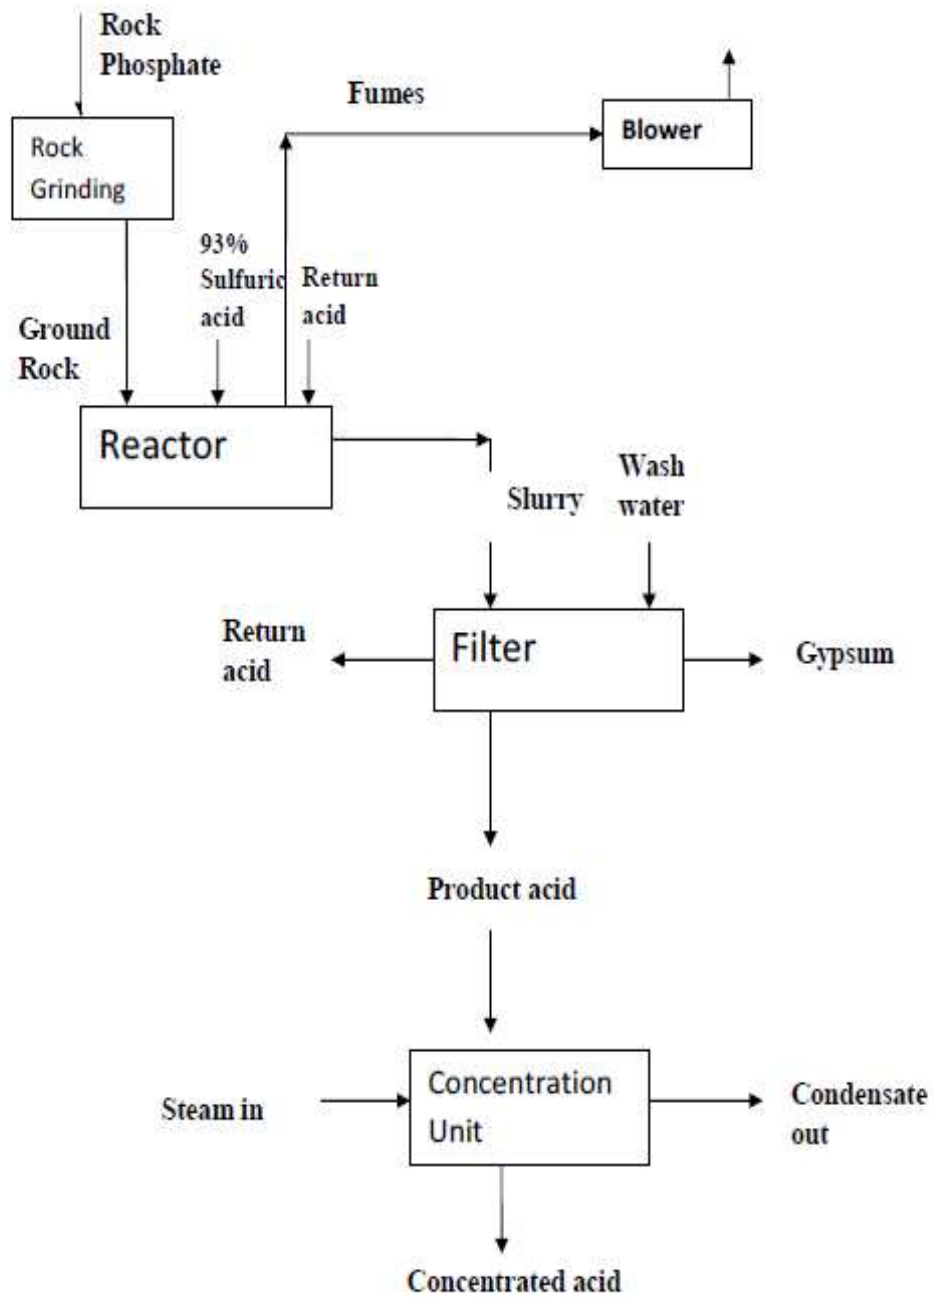 Rock
Phosphate
Fumes
Blower
Rock
Grinding
93%
Sulfuric
acid
Return
acid
Ground
Rock
Reactor
Slurry
Wash
water
Return
acid
Filter
Gypsum
Product acid
Steam in
Concentration
Unit
Condensate
out
Concentrated acid